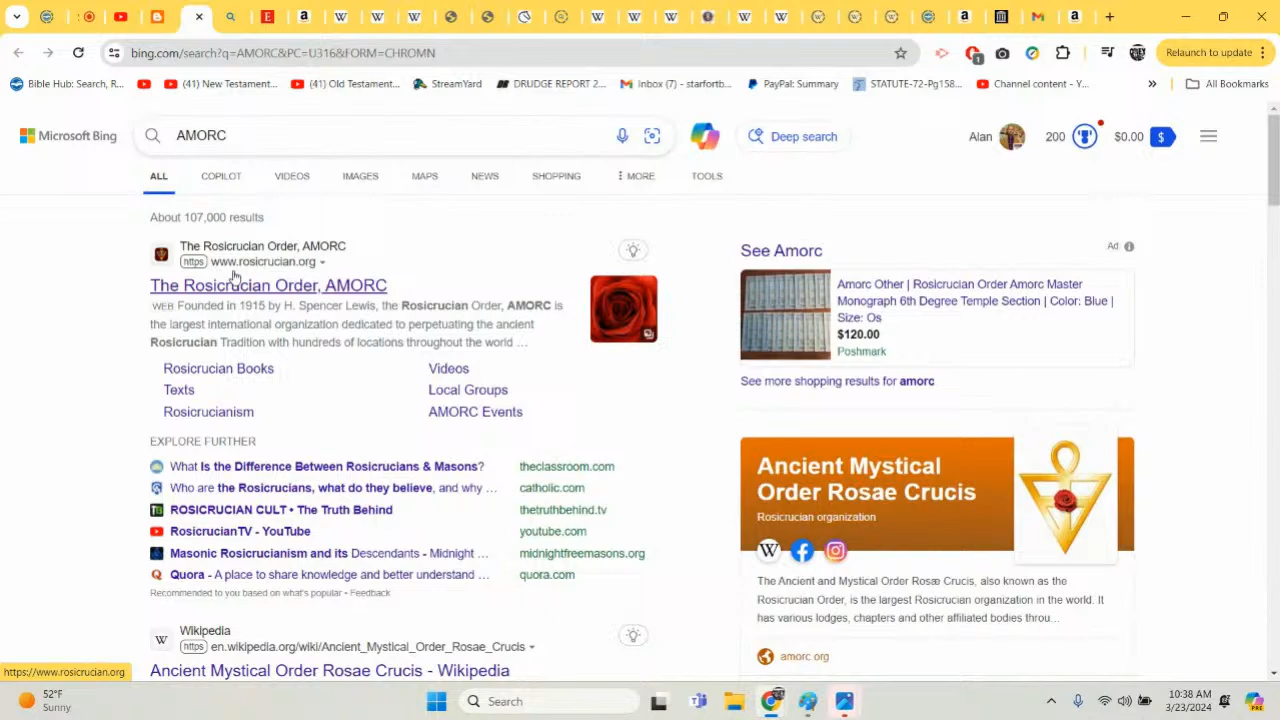 bing.com/search?q=AMORC&PC=U316&FORM=CHROMN
1
Relaunch to update
Bible Hub: Search, R...
(41) New Testament...
(41) Old Testament...
StreamYard
DRUDGE REPORT 2...
Inbox (7) - starfortb...
PayPal: Summary
STATUTE-72-Pg158...
Channel content - Y...
»
All Bookmarks
Microsoft Bing
AMORC
Deep search
Alan
200
$0.00
$
ALL
COPILOT
VIDEOS
IMAGES
MAPS
NEWS
SHOPPING
MORE
TOOLS
About 107,000 results
The Rosicrucian Order, AMORC
https www.rosicrucian.org
The Rosicrucian Order, AMORC
WEB Founded in 1915 by H. Spencer Lewis, the Rosicrucian Order, AMORC is
the largest international organization dedicated to perpetuating the ancient
Rosicrucian Tradition with hundreds of locations throughout the world ...
Rosicrucian Books
Videos
Texts
Local Groups
Rosicrucianism
AMORC Events
EXPLORE FURTHER
What Is the Difference Between Rosicrucians & Masons?
theclassroom.com
Who are the Rosicrucians, what do they believe, and why ...
catholic.com
ROSICRUCIAN CULT • The Truth Behind
thetruthbehind.tv
RosicrucianTV - YouTube
youtube.com
Masonic Rosicrucianism and its Descendants - Midnight ...
midnightfreemasons.org
Quora - A place to share knowledge and better understand ...
quora.com
Recommended to you based on what's popular • Feedback
W
Wikipedia
https en.wikipedia.org/wiki/Ancient_Mystical_Order_Rosae_Crucis
Ancient Mystical Order Rosae Crucis - Wikipedia
See Amorc
Ad
Amorc Other | Rosicrucian Order Amorc Master
Monograph 6th Degree Temple Section | Color: Blue |
Size: Os
$120.00
Poshmark
See more shopping results for amorc
Ancient Mystical
Order Rosae Crucis
Rosicrucian organization
W
The Ancient and Mystical Order Rosæ Crucis, also known as the
Rosicrucian Order, is the largest Rosicrucian organization in the world. It
has various lodges, chapters and other affiliated bodies throu...
amorc.org
https://www.rosicrucian.org
52°F
Sunny
Search
10:38 AM
3/23/2024